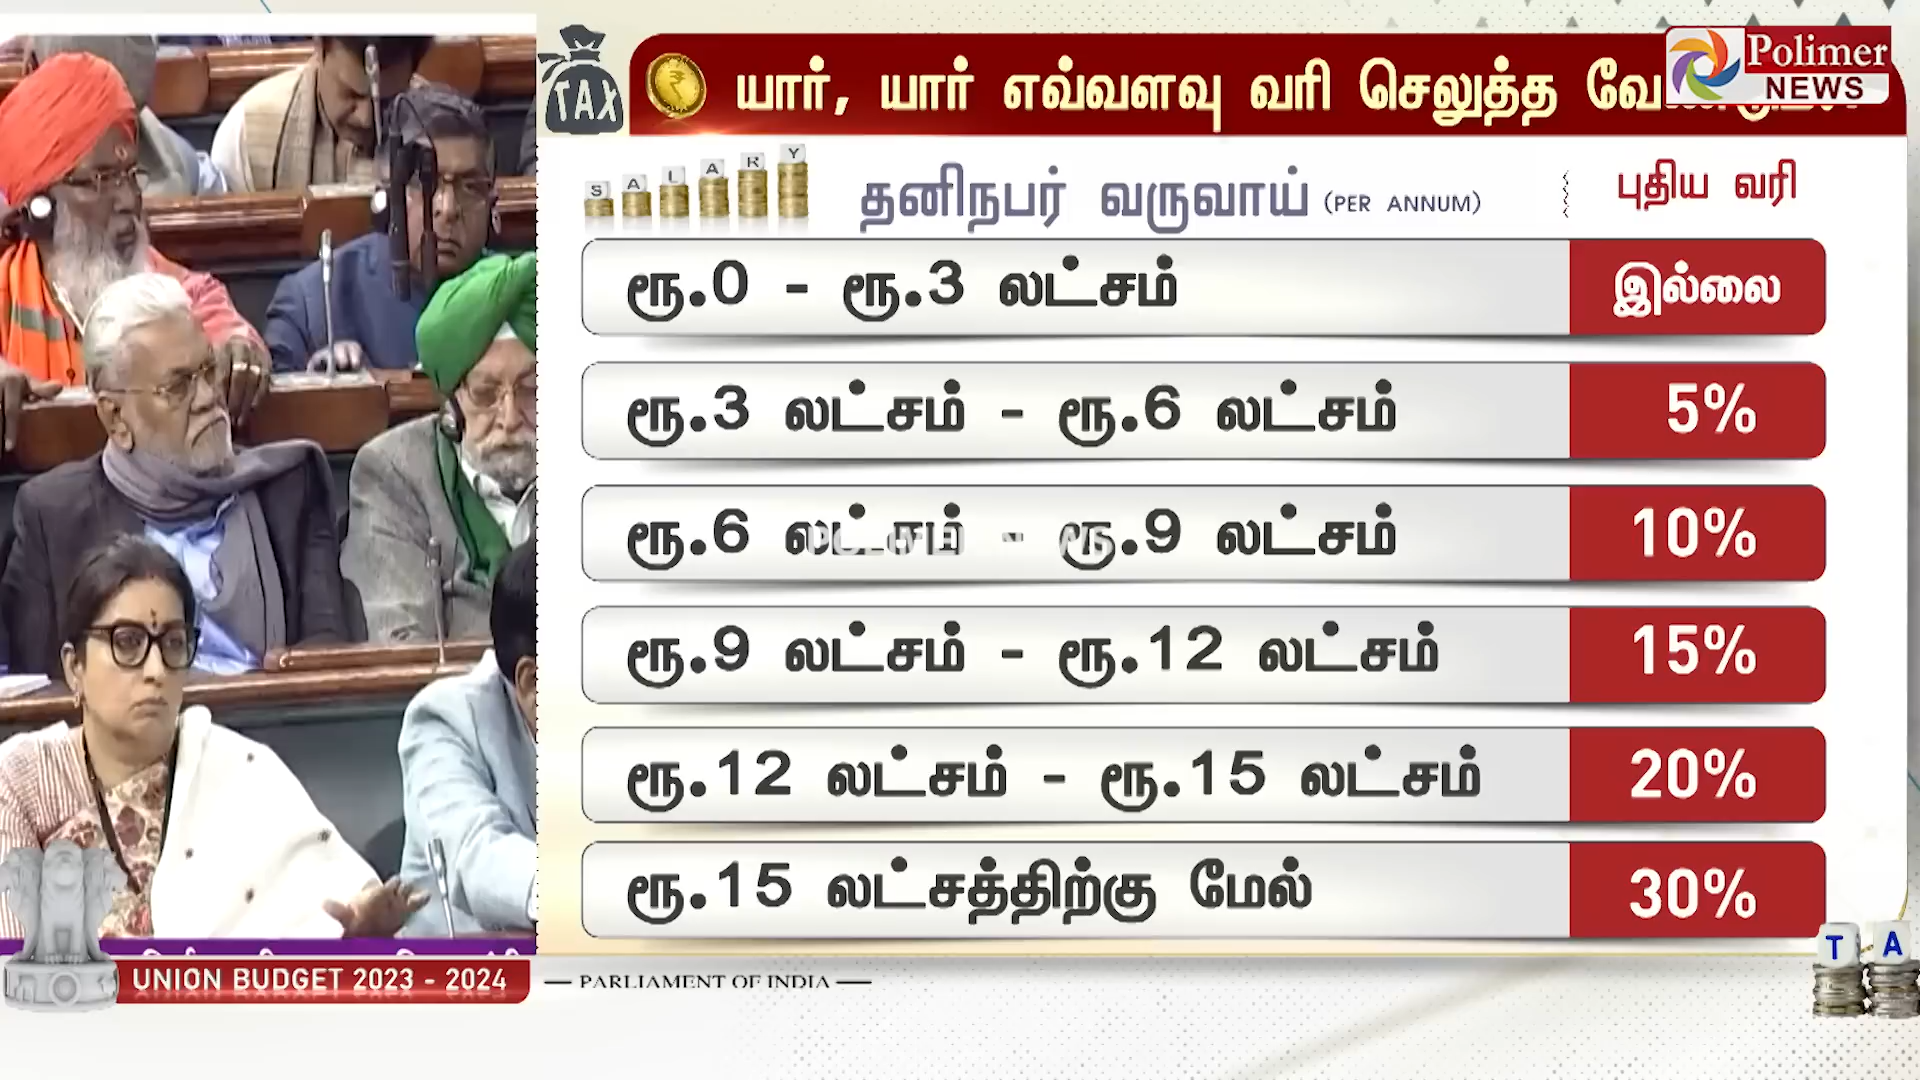 TAX
யார், யார் எவ்வளவு வரி செலுத்த
Polimer
NEWS
SALARY
தனிநபர் வருவாய் (PER ANNUM)
புதிய வரி
ரூ.0 - ரூ.3 லட்சம்
இல்லை
ரூ.3 லட்சம் - ரூ.6 லட்சம்
5%
ரூ.6 லட்சம் - ரூ.9 லட்சம்
10%
POLIMER NEWS
ரூ.9 லட்சம் - ரூ.12 லட்சம்
15%
ரூ.12 லட்சம் - ரூ.15 லட்சம்
20%
ரூ.15 லட்சத்திற்கு மேல்
30%
T A
UNION BUDGET 2023 - 2024
PARLIAMENT OF INDIA